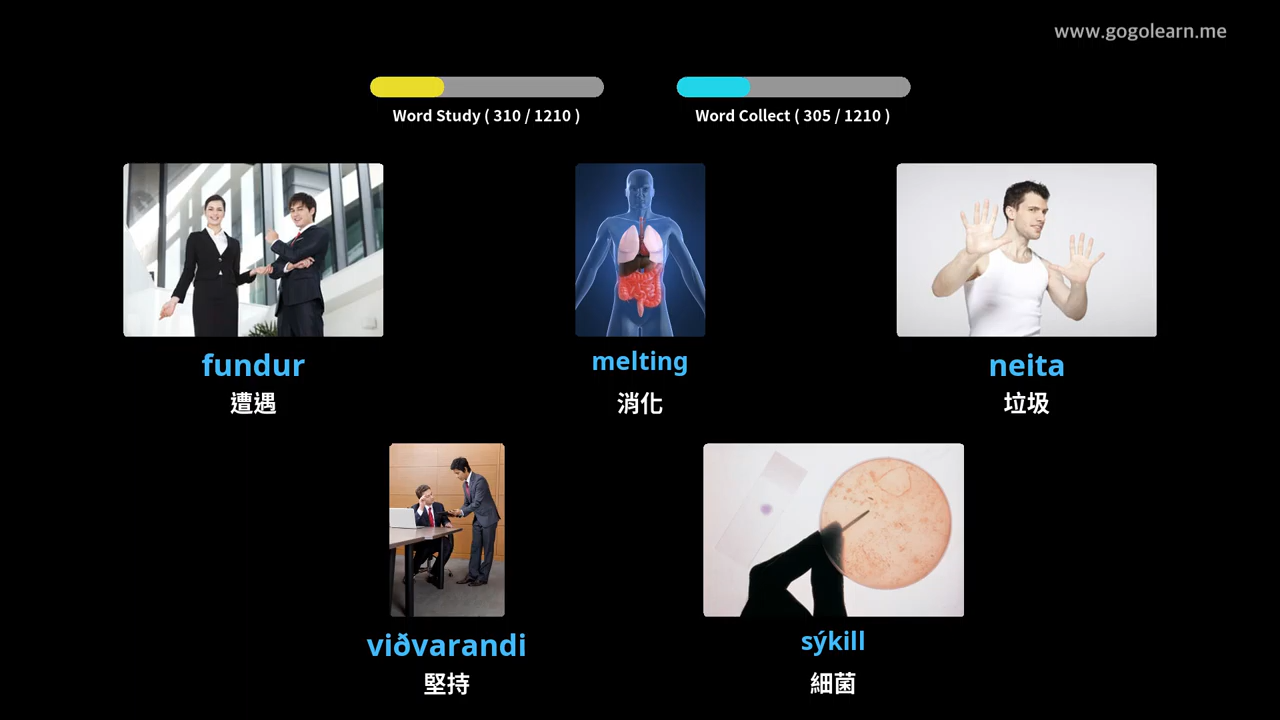 www.gogolearn.me
Word Study ( 310 / 1210 )
Word Collect ( 305 / 1210 )
fundur
遭遇
melting
消化
neita
垃圾
viðvarandi
堅持
sýkill
細菌